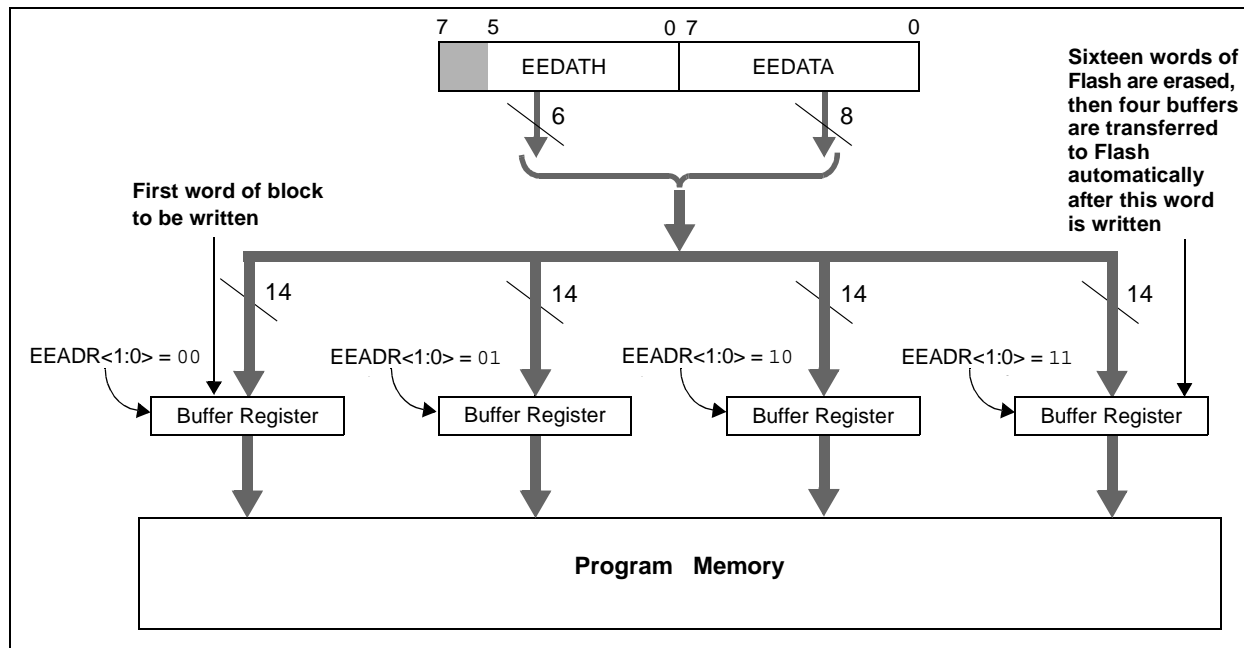 7 5 0 7 0
EEDATH EEDATA
6 8
Sixteen words of
Flash are erased,
then four buffers
are transferred
to Flash
automatically
after this word
is written
First word of block
to be written
14 14 14 14
EEADR<1:0> = 00 EEADR<1:0> = 01 EEADR<1:0> = 10 EEADR<1:0> = 11
Buffer Register Buffer Register Buffer Register Buffer Register
Program Memory